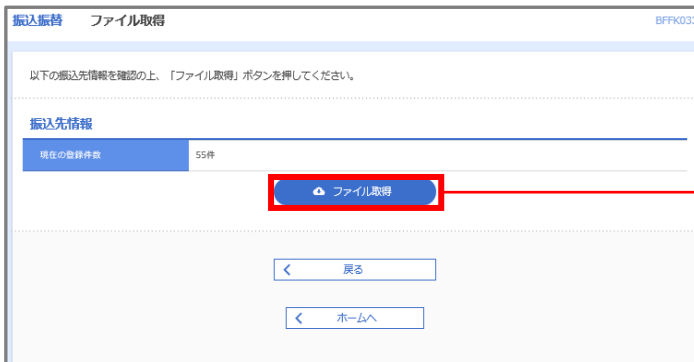 振込振替 ファイル取得 BFFK033
以下の振込先情報を確認の上、「ファイル取得」ボタンを押してください。
振込先情報
現在の登録件数 55件
ファイル取得
戻る
ホームへ